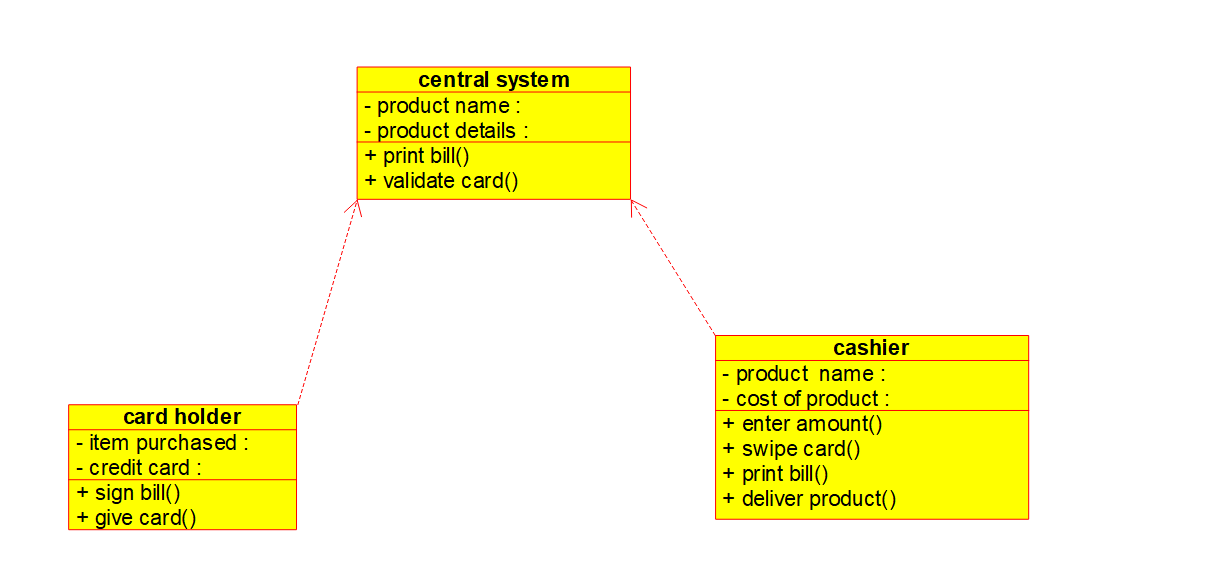 central system
- product name :
- product details :
+ print bill()
+ validate card()
card holder
- item purchased :
- credit card :
+ sign bill()
+ give card()
cashier
- product  name :
- cost of product :
+ enter amount()
+ swipe card()
+ print bill()
+ deliver product()